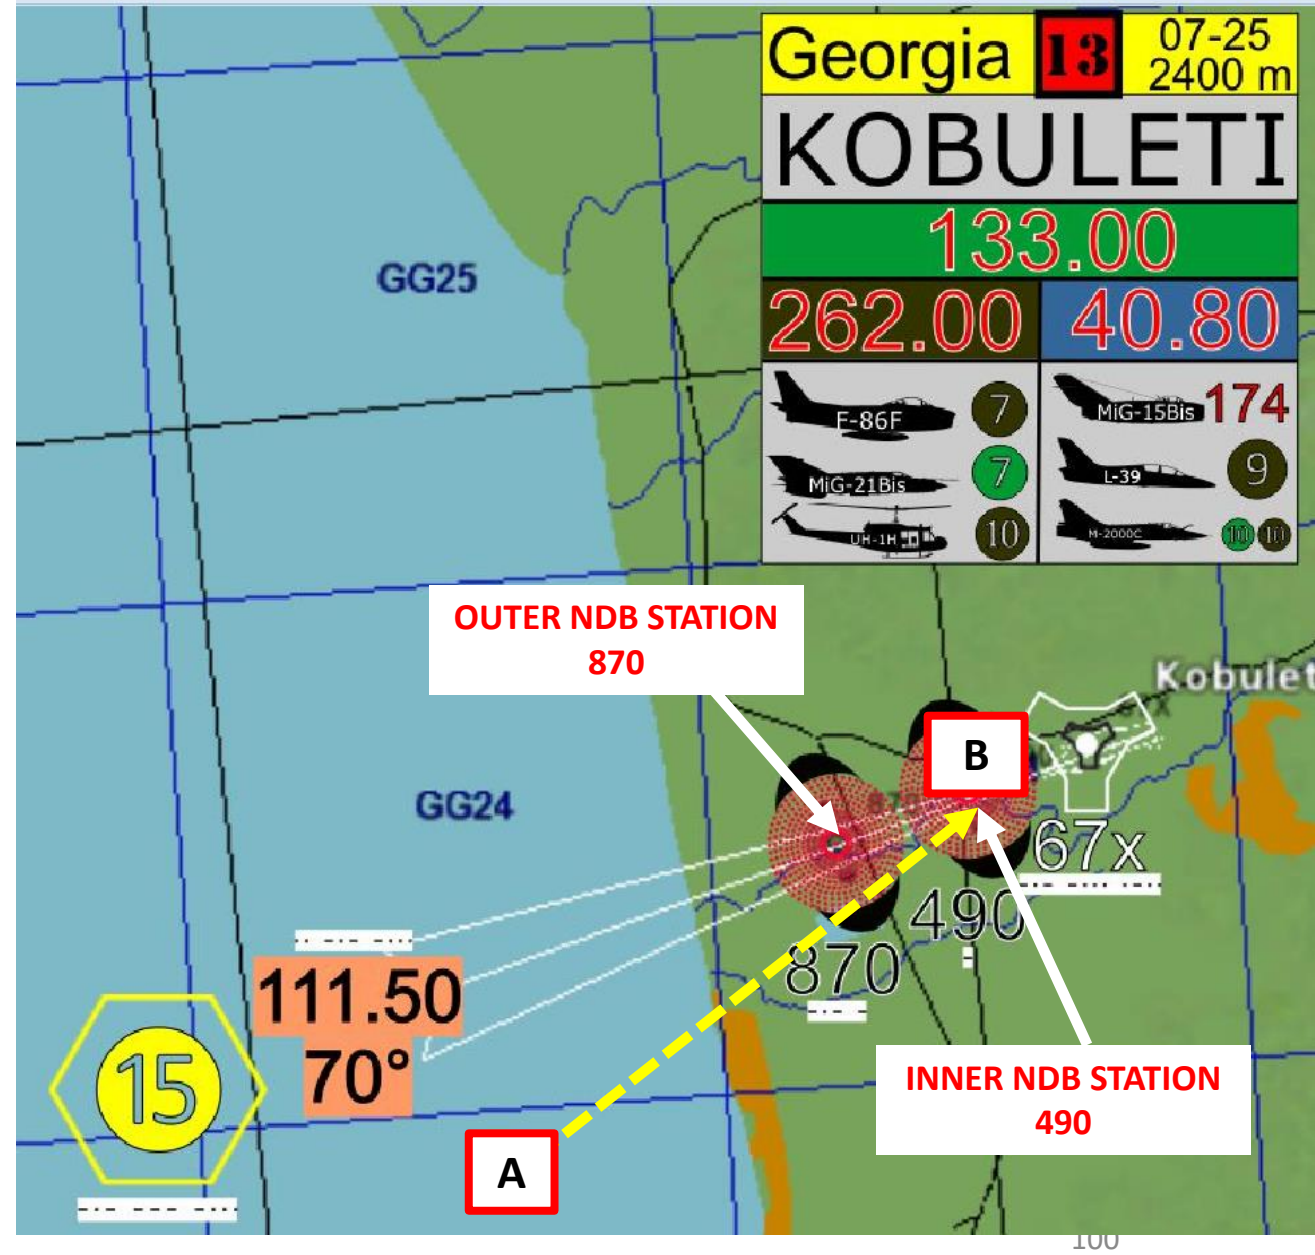 Georgia 13 07-25
2400 m
KOBULETI
133.00
262.00 40.80
F-86F 7 MiG-15Bis 174
MiG-21Bis 7 L-39 9
UH-1H 10 M-2000C 10 10
GG25
OUTER NDB STATION
870
Kobulet
67X
B
GG24
870
67x
490
870
111.50
70°
15
INNER NDB STATION
490
A
100